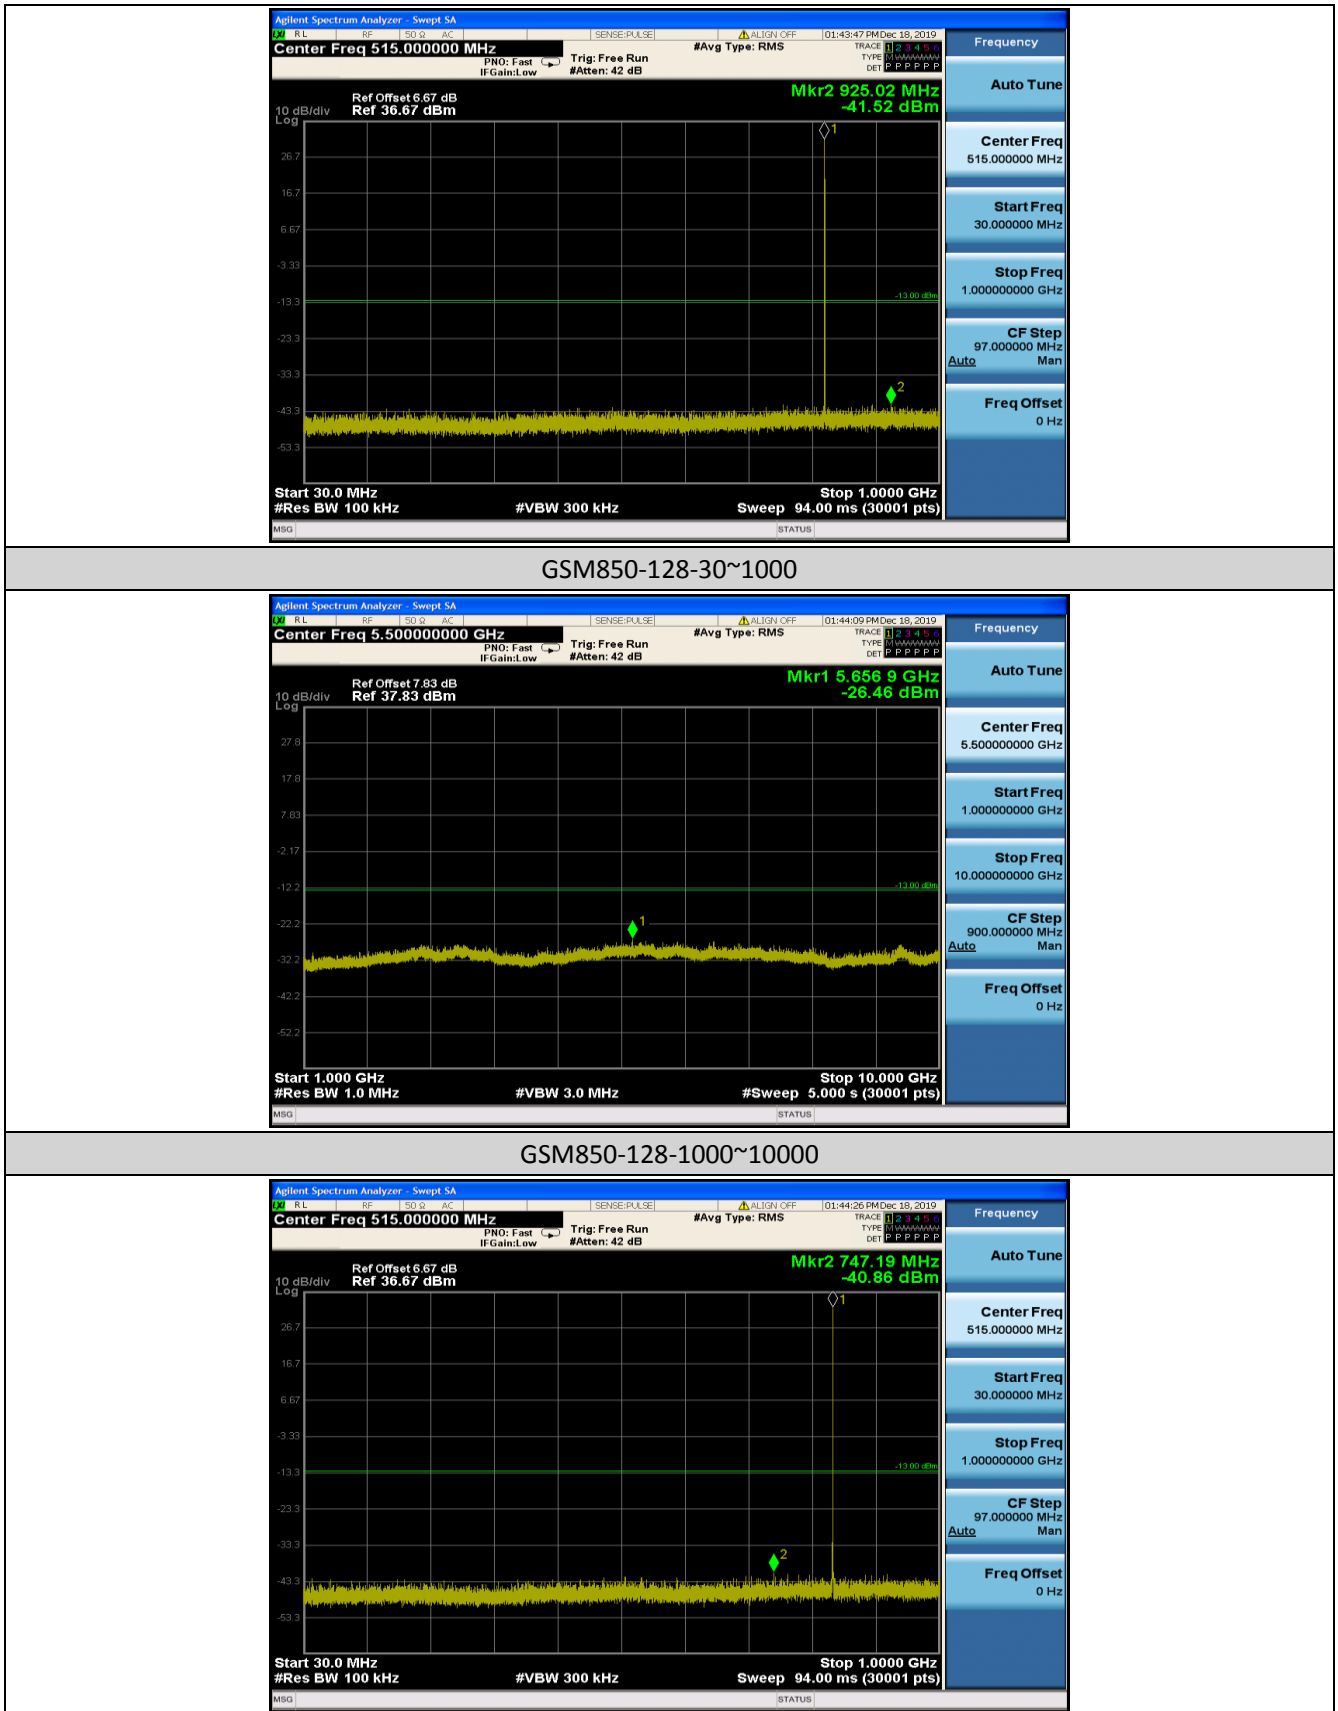 Agilent Spectrum Analyzer - Swept SA
LXI RL RF 50 Ω AC SENSE:PULSE ALIGN OFF 01:43:47 PM Dec 18, 2019
Center Freq 515.000000 MHz #Avg Type: RMS TRACE 1 2 3 4 5 6
PNO: Fast Trig: Free Run TYPE M W W W W W
IFGain:Low #Atten: 42 dB DET P P P P P P
Frequency
Mkr2 925.02 MHz
-41.52 dBm
Ref Offset 6.67 dB
10 dB/div Ref 36.67 dBm
Log
1
26.7
16.7
6.67
-3.33
-13.00 dBm
-13.3
-23.3
-33.3
2
-43.3
-53.3
Start 30.0 MHz Stop 1.0000 GHz
#Res BW 100 kHz #VBW 300 kHz Sweep 94.00 ms (30001 pts)
MSG STATUS
Auto Tune
Center Freq
515.000000 MHz
Start Freq
30.000000 MHz
Stop Freq
1.000000000 GHz
CF Step
97.000000 MHz
Auto Man
Freq Offset
0 Hz
GSM850-128-30~1000
Agilent Spectrum Analyzer - Swept SA
LXI RL RF 50 Ω AC SENSE:PULSE ALIGN OFF 01:44:09 PM Dec 18, 2019
Center Freq 5.500000000 GHz #Avg Type: RMS TRACE 1 2 3 4 5 6
PNO: Fast Trig: Free Run TYPE M W W W W W
IFGain:Low #Atten: 42 dB DET P P P P P P
Frequency
Mkr1 5.656 9 GHz
-26.46 dBm
Ref Offset 7.83 dB
10 dB/div Ref 37.83 dBm
Log
27.8
17.8
7.83
-2.17
-13.00 dBm
-12.2
1
-22.2
-32.2
-42.2
-52.2
Start 1.000 GHz Stop 10.000 GHz
#Res BW 1.0 MHz #VBW 3.0 MHz #Sweep 5.000 s (30001 pts)
MSG STATUS
Auto Tune
Center Freq
5.500000000 GHz
Start Freq
1.000000000 GHz
Stop Freq
10.000000000 GHz
CF Step
900.000000 MHz
Auto Man
Freq Offset
0 Hz
GSM850-128-1000~10000
Agilent Spectrum Analyzer - Swept SA
LXI RL RF 50 Ω AC SENSE:PULSE ALIGN OFF 01:44:26 PM Dec 18, 2019
Center Freq 515.000000 MHz #Avg Type: RMS TRACE 1 2 3 4 5 6
PNO: Fast Trig: Free Run TYPE M W W W W W
IFGain:Low #Atten: 42 dB DET P P P P P P
Frequency
Mkr2 747.19 MHz
-40.86 dBm
Ref Offset 6.67 dB
10 dB/div Ref 36.67 dBm
Log
1
26.7
16.7
6.67
-3.33
-13.00 dBm
-13.3
-23.3
-33.3
2
-43.3
-53.3
Start 30.0 MHz Stop 1.0000 GHz
#Res BW 100 kHz #VBW 300 kHz Sweep 94.00 ms (30001 pts)
MSG STATUS
Auto Tune
Center Freq
515.000000 MHz
Start Freq
30.000000 MHz
Stop Freq
1.000000000 GHz
CF Step
97.000000 MHz
Auto Man
Freq Offset
0 Hz